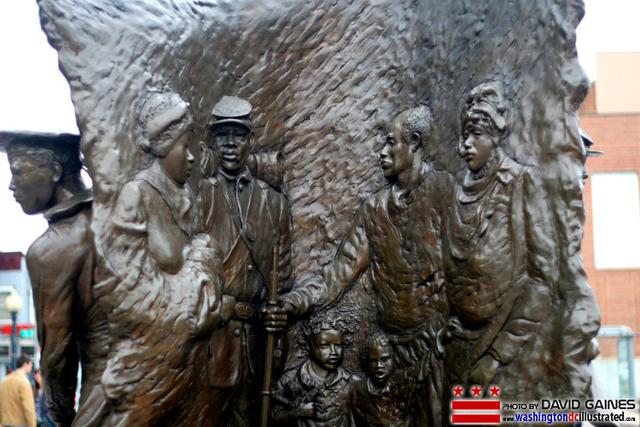 PHOTO BY DAVID GAINES
www.washingtondcillustrated.com